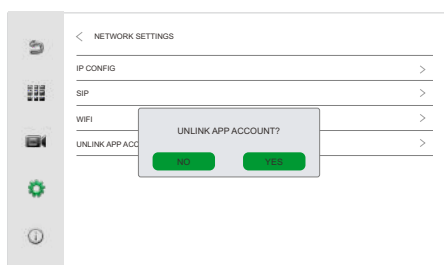 NETWORK SETTINGS
IP CONFIG
SIP
WIFI
UNLINK APP ACC
UNLINK APP ACCOUNT?
NO YES